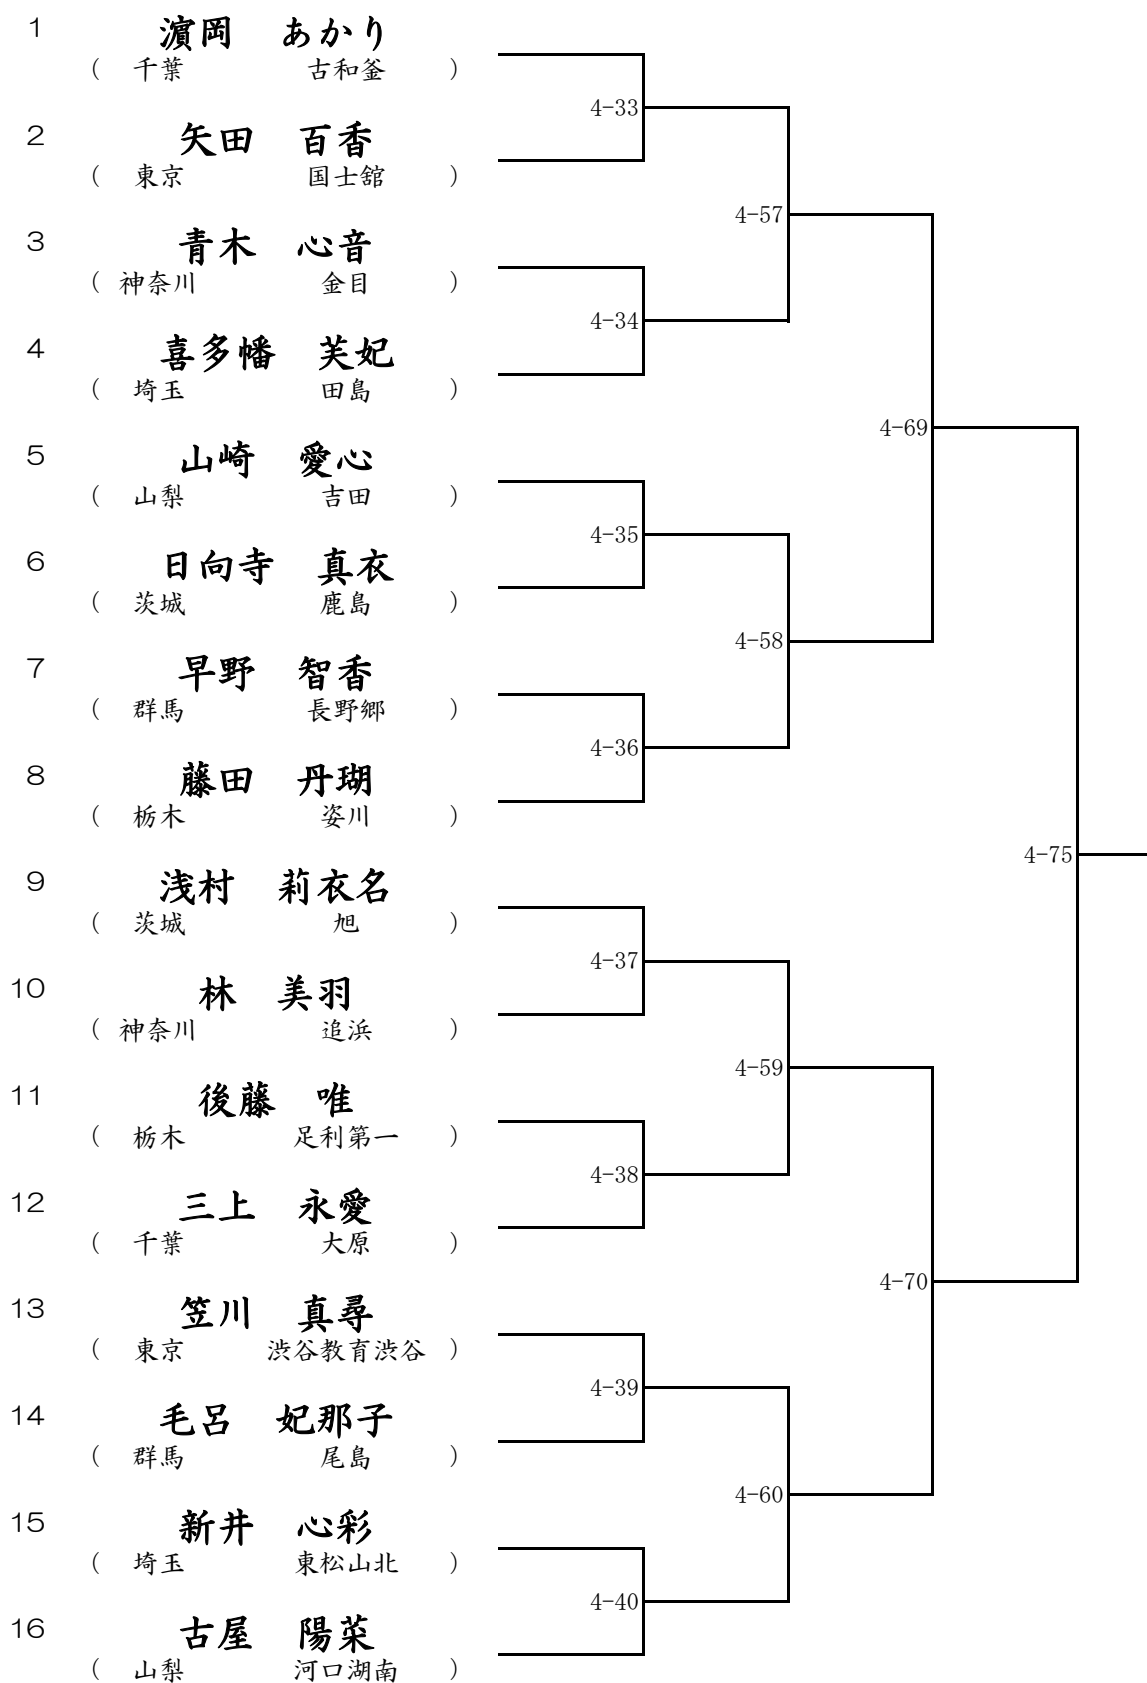 1 濵岡 あかり
( 千葉 古和釜 )
4-33
2 矢田 百香
( 東京 国士舘 )
4-57
3 青木 心音
( 神奈川 金目 )
4-34
4 喜多幡 芙妃
( 埼玉 田島 )
4-69
5 山崎 愛心
( 山梨 吉田 )
4-35
6 日向寺 真衣
( 茨城 鹿島 )
4-58
7 早野 智香
( 群馬 長野郷 )
4-36
8 藤田 丹瑚
( 栃木 姿川 )
4-75
9 浅村 莉衣名
( 茨城 旭 )
4-37
10 林 美羽
( 神奈川 追浜 )
4-59
11 後藤 唯
( 栃木 足利第一 )
4-38
12 三上 永愛
( 千葉 大原 )
4-70
13 笠川 真尋
( 東京 渋谷教育渋谷 )
4-39
14 毛呂 妃那子
( 群馬 尾島 )
4-60
15 新井 心彩
( 埼玉 東松山北 )
4-40
16 古屋 陽菜
( 山梨 河口湖南 )